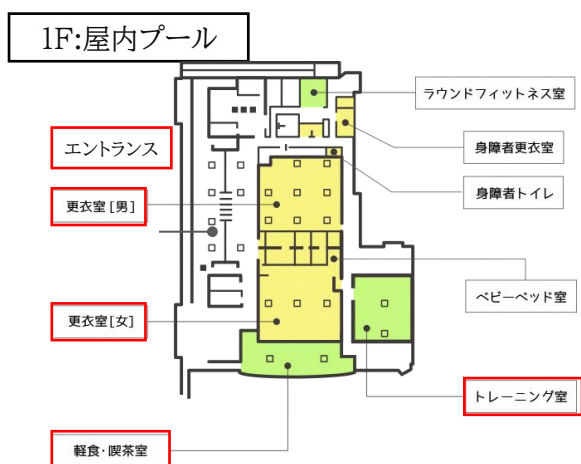 1F:屋内プール
ラウンドフィットネス室
エントランス
身障者更衣室
身障者トイレ
更衣室[男]
ベビーベッド室
更衣室[女]
トレーニング室
軽食・喫茶室